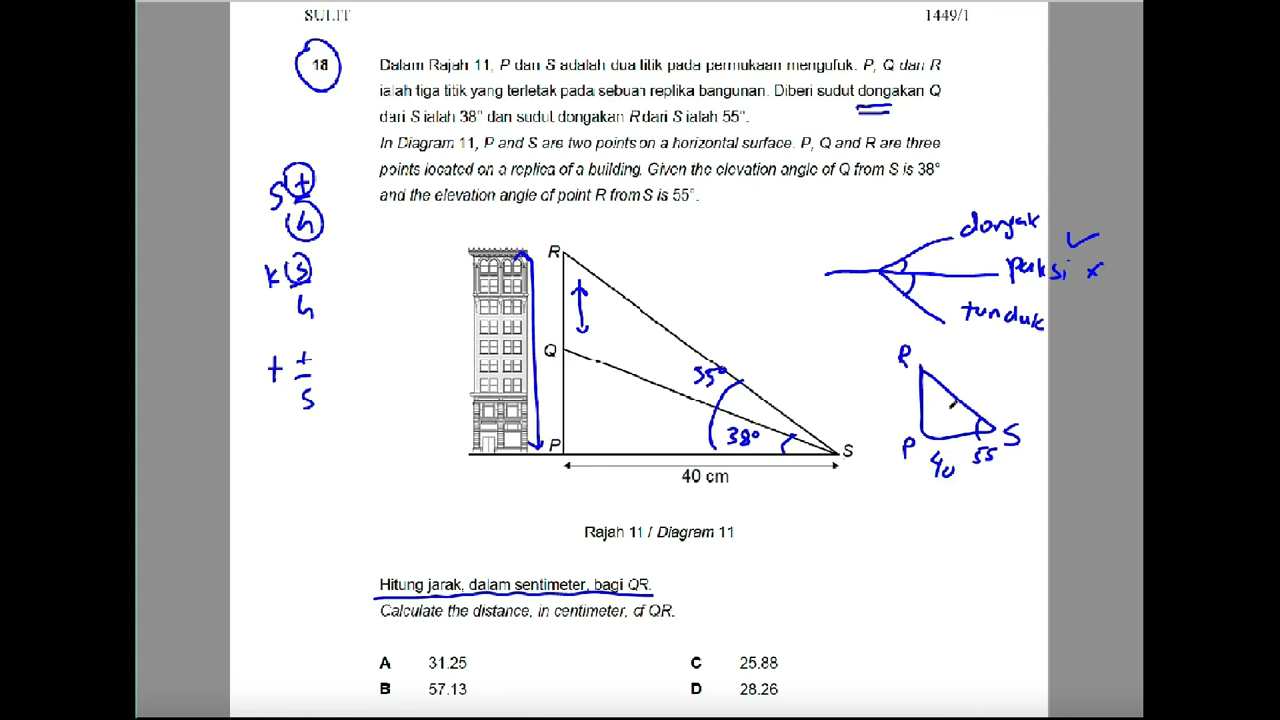 SULIT 1449/1
18 Dalam Rajah 11, P dan S adalah dua titik pada permukaan mengufuk. P, Q dan R
ialah tiga titik yang terletak pada sebuah replika bangunan. Diberi sudut dongakan Q
dari S ialah 38° dan sudut dongakan R dari S ialah 55°.
In Diagram 11, P and S are two points on a horizontal surface. P, Q and R are three
points located on a replica of a building. Given the elevation angle of Q from S is 38°
and the elevation angle of point R from S is 55°.
s t
h
k s
h
t t
s
dongak
paksi
tunduk
R
Q
P
S
55°
38°
40 cm
R
P
S
40
55
Rajah 11 / Diagram 11
Hitung jarak, dalam sentimeter, bagi QR.
Calculate the distance, in centimeter, of QR.
A 31.25 C 25.88
B 57.13 D 28.26